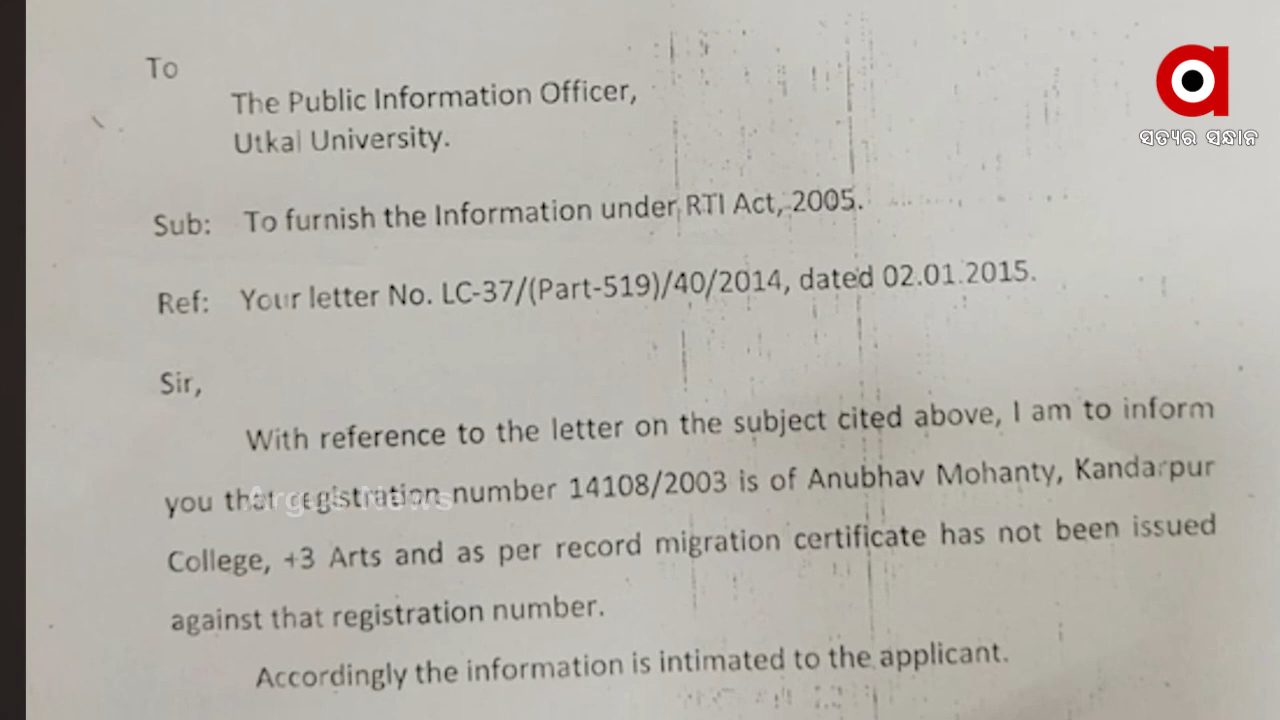 To
The Public Information Officer,
Utkal University.
ସତ୍ୟର ସନ୍ଧାନ
Sub: To furnish the Information under RTI Act, 2005.
Ref: Your letter No. LC-37/(Part-519)/40/2014, dated 02.01.2015.
Sir,
With reference to the letter on the subject cited above, I am to inform
you that registration number 14108/2003 is of Anubhav Mohanty, Kandarpur
Argus News
College, +3 Arts and as per record migration certificate has not been issued
against that registration number.
Accordingly the information is intimated to the applicant.